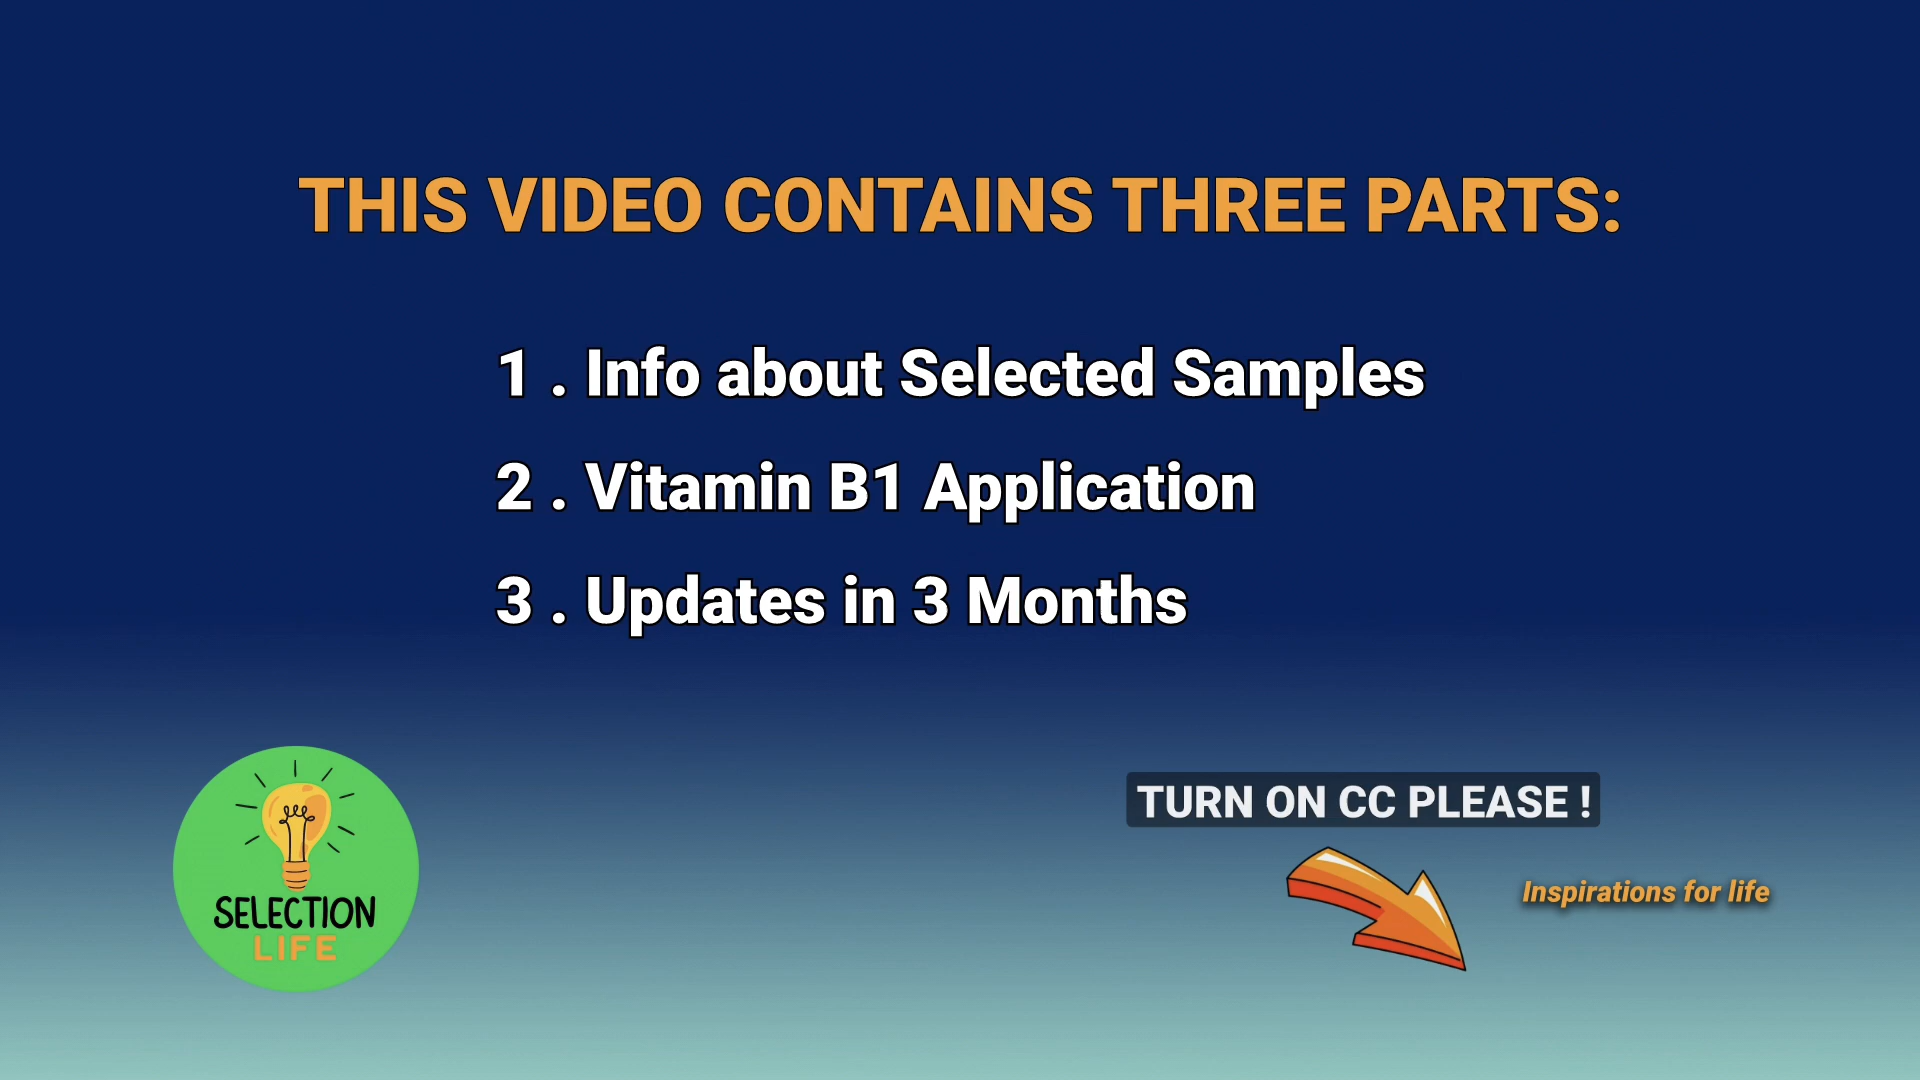 THIS VIDEO CONTAINS THREE PARTS:
1 . Info about Selected Samples
2 . Vitamin B1 Application
3 . Updates in 3 Months
TURN ON CC PLEASE !
Inspirations for life
SELECTION
LIFE